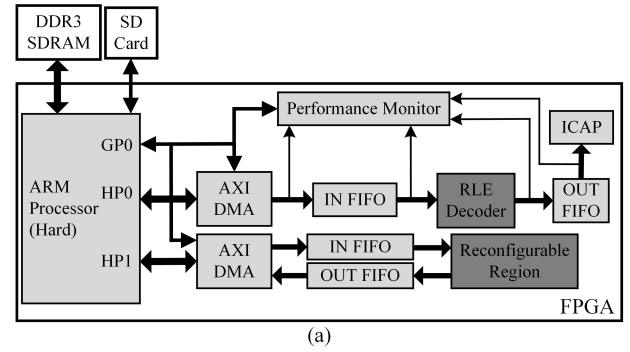 DDR3
SDRAM
SD
Card
Performance Monitor
ICAP
GP0
ARM
Processor
(Hard)
HP0
AXI
DMA
IN FIFO
RLE
Decoder
OUT
FIFO
HP1
AXI
DMA
IN FIFO
OUT FIFO
Reconfigurable
Region
FPGA
(a)